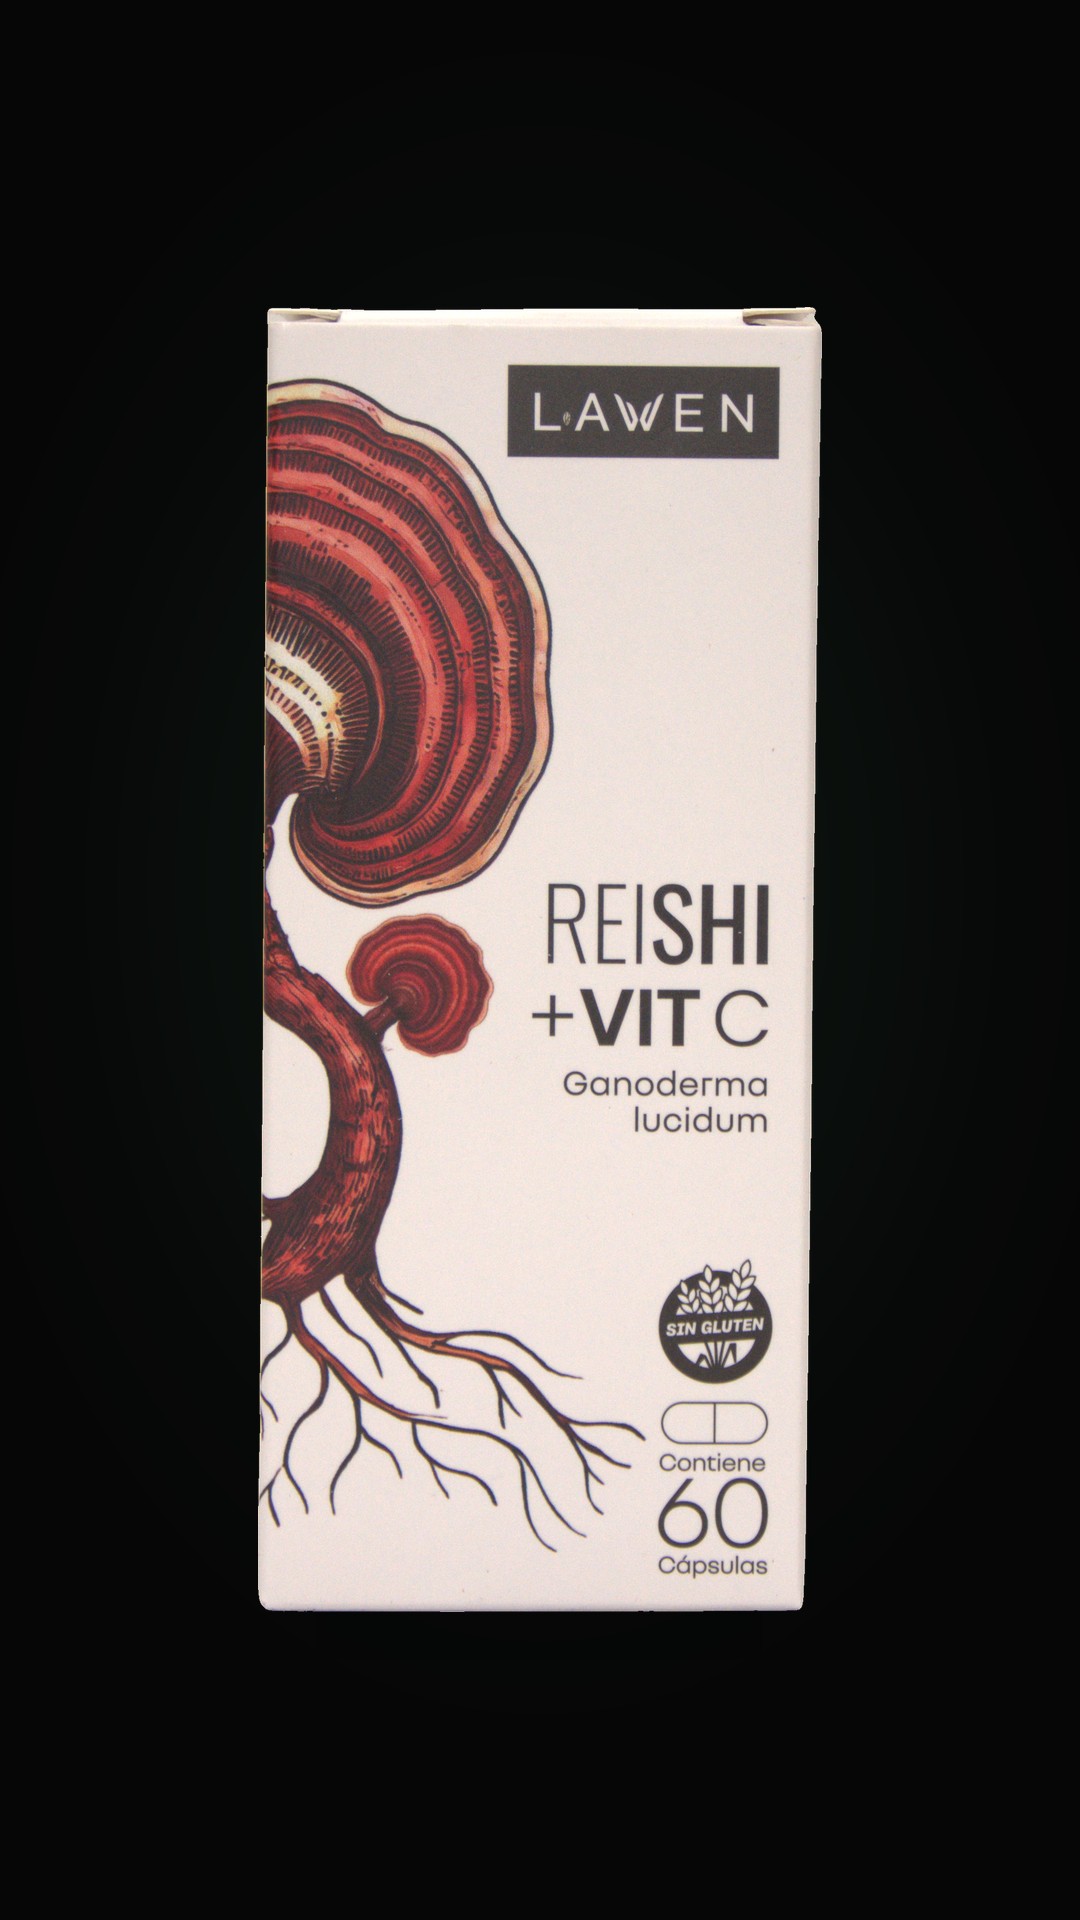 LAWEN
REISHI
+VIT C
Ganoderma
lucidum
SIN GLUTEN
Contiene
60
Cápsulas